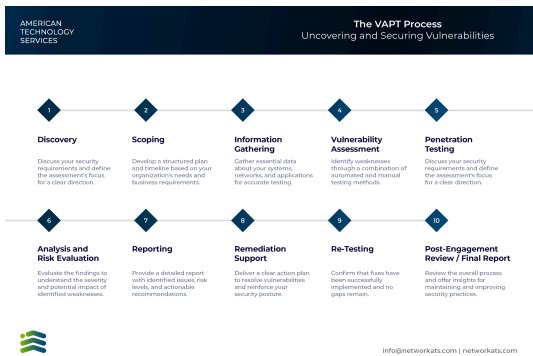 AMERICAN
TECHNOLOGY
SERVICES
The VAPT Process
Uncovering and Securing Vulnerabilities
1
2
3
4
5
Discovery
Discuss your security
requirements and define
the assessment's focus
for a clear direction.
Scoping
Develop a structured plan
and timeline based on your
organization's needs and
business requirements.
Information
Gathering
Gather essential data
about your systems,
networks, and applications
for accurate testing.
Vulnerability
Assessment
Identify weaknesses
through a combination of
automated and manual
testing methods.
Penetration
Testing
Discuss your security
requirements and define
the assessment's focus
for a clear direction.
6
7
8
9
10
Analysis and
Risk Evaluation
Evaluate the findings to
understand the severity
and potential impact of
identified weaknesses.
Reporting
Provide a detailed report
with identified issues, risk
levels, and actionable
recommendations.
Remediation
Support
Deliver a clear action plan
to resolve vulnerabilities
and reinforce your
security posture.
Re-Testing
Confirm that fixes have
been successfully
implemented and no
gaps remain.
Post-Engagement
Review / Final Report
Review the overall process
and offer insights for
maintaining and improving
security practices.
info@networkats.com | networkats.com